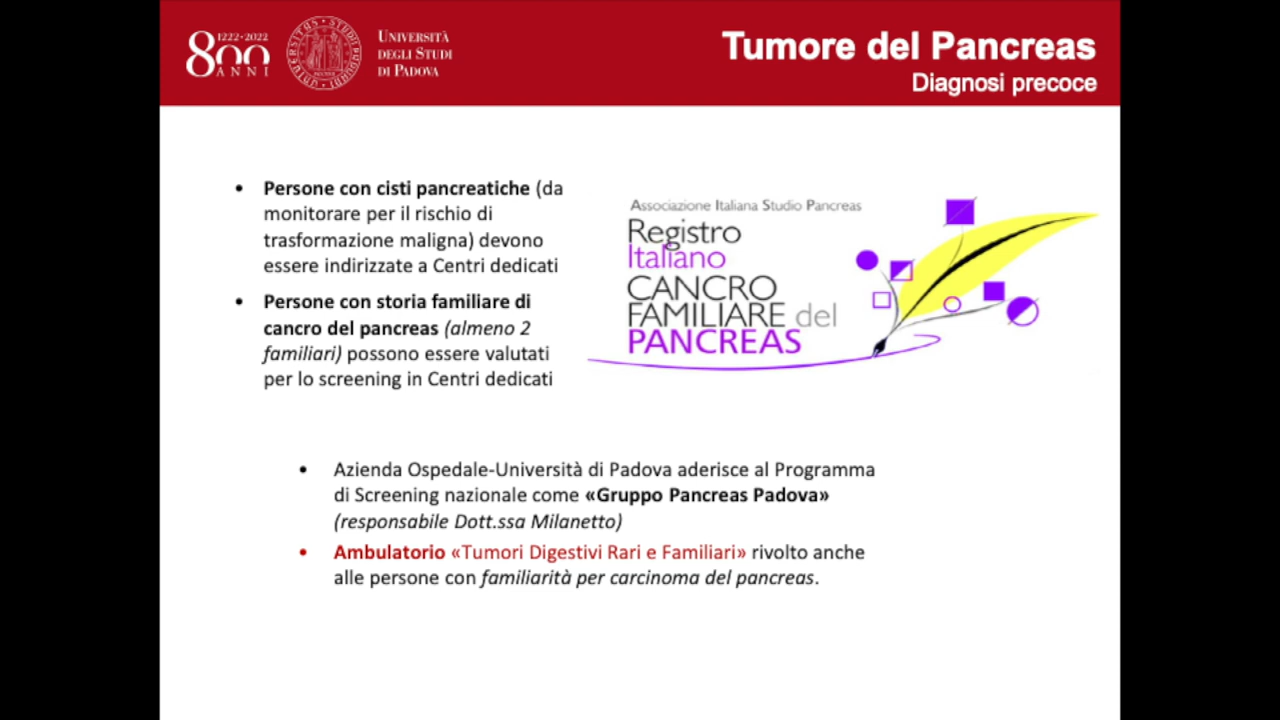 1222·2022
800
ANNI
UNIVERSITÀ
DEGLI STUDI
DI PADOVA
Tumore del Pancreas
Diagnosi precoce
• Persone con cisti pancreatiche (da
monitorare per il rischio di
trasformazione maligna) devono
essere indirizzate a Centri dedicati
• Persone con storia familiare di
cancro del pancreas (almeno 2
familiari) possono essere valutati
per lo screening in Centri dedicati
Associazione Italiana Studio Pancreas
Registro
Italiano
CANCRO
FAMILIARE del
PANCREAS
• Azienda Ospedale-Università di Padova aderisce al Programma
di Screening nazionale come «Gruppo Pancreas Padova»
(responsabile Dott.ssa Milanetto)
• Ambulatorio «Tumori Digestivi Rari e Familiari» rivolto anche
alle persone con familiarità per carcinoma del pancreas.